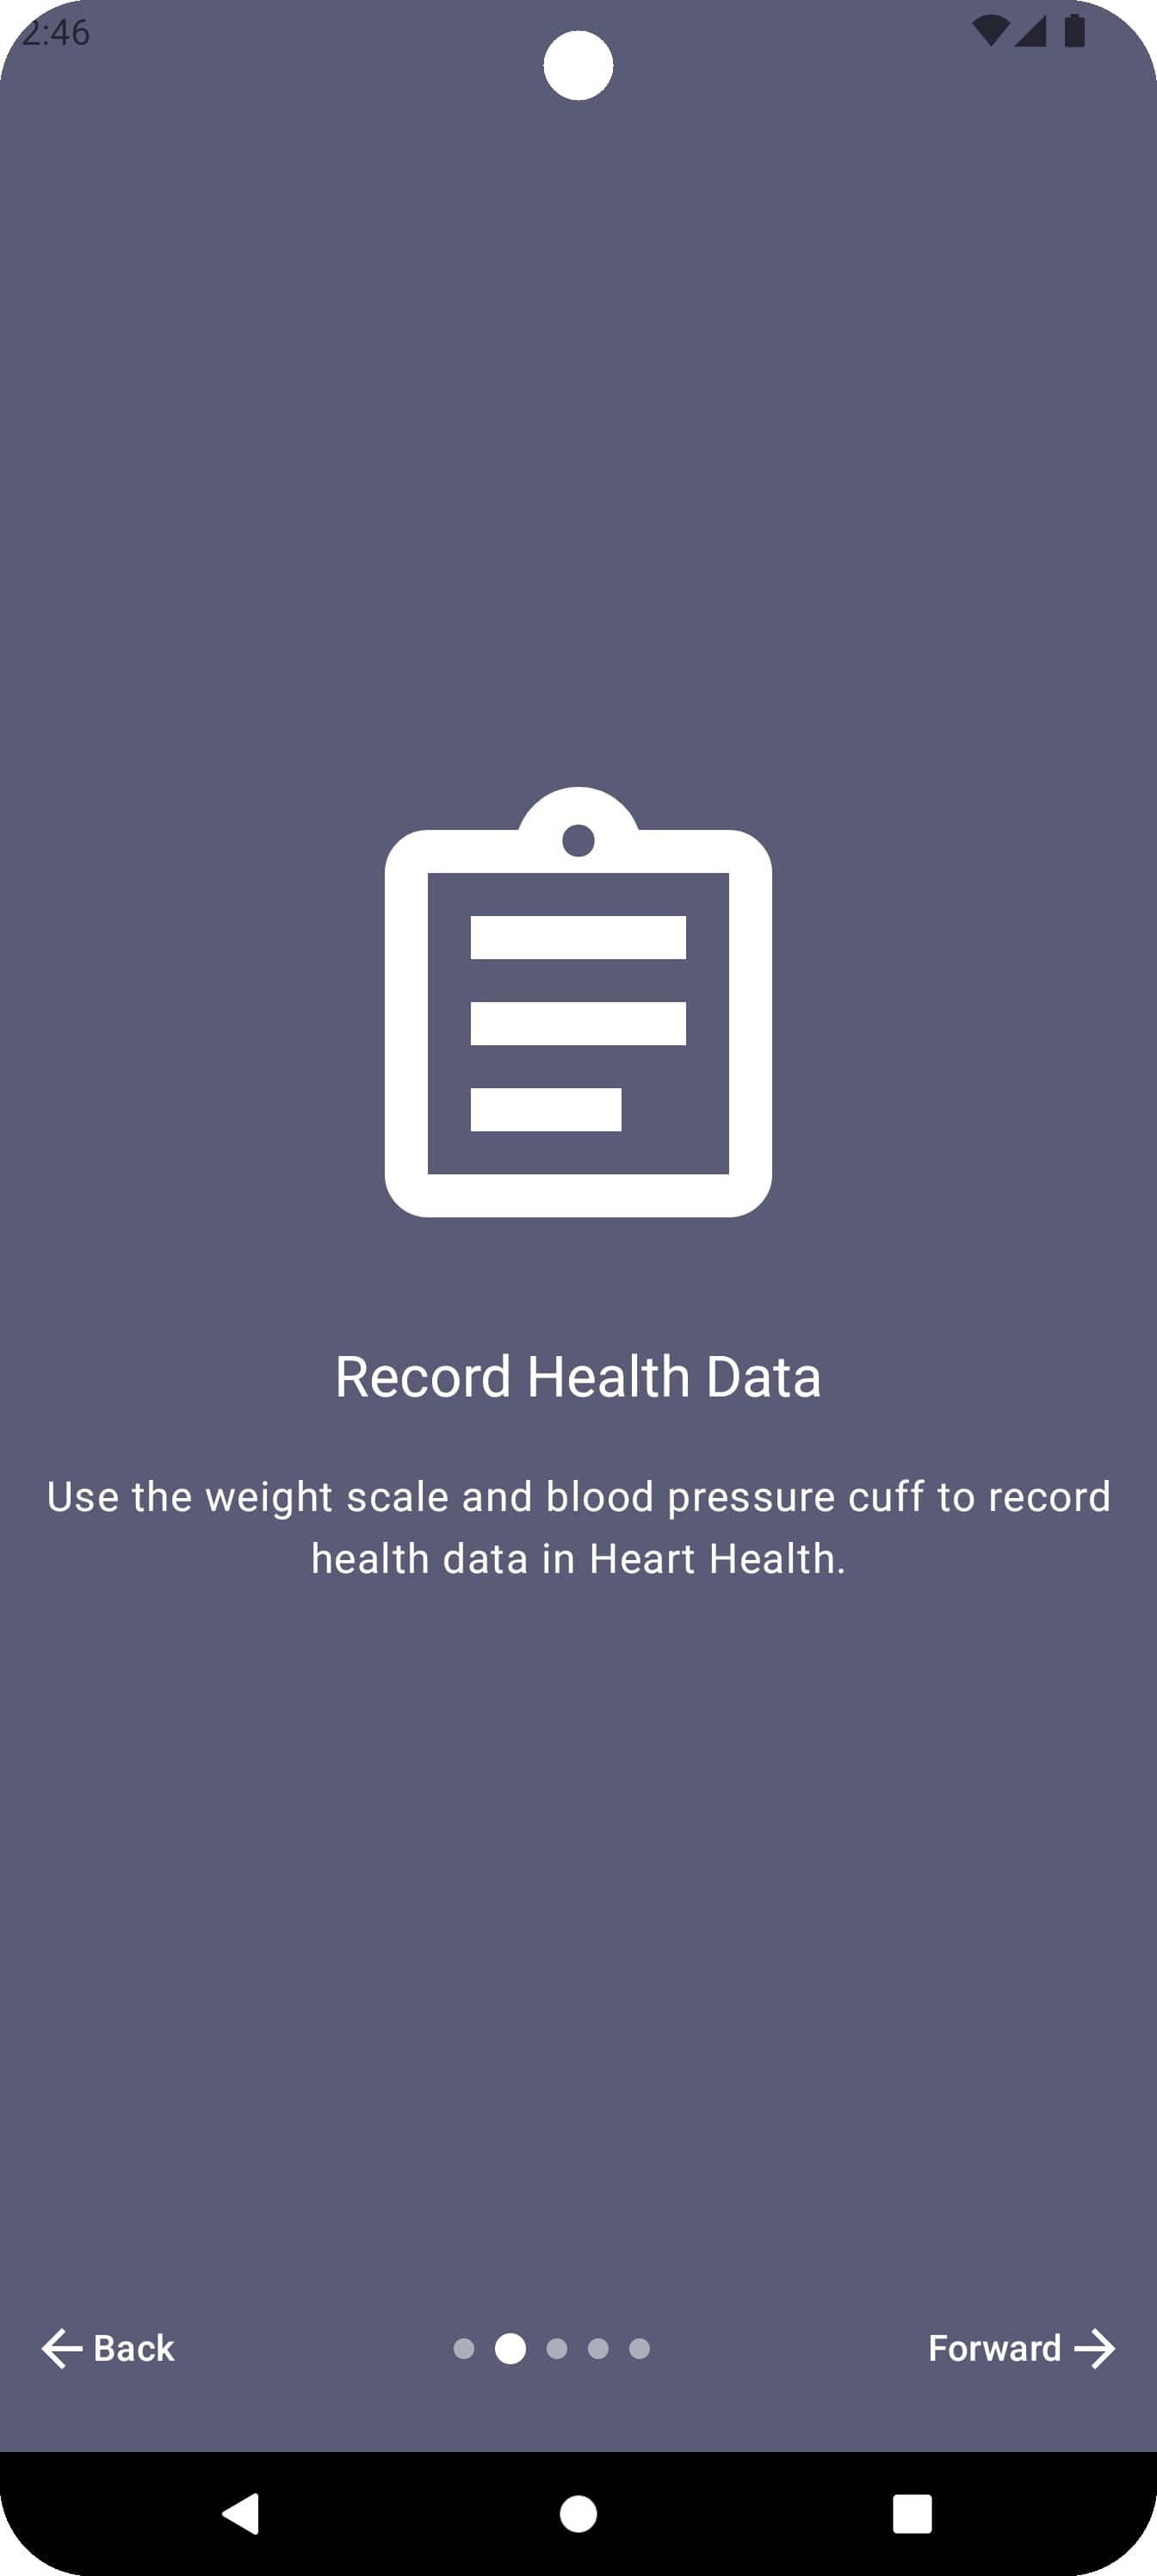 2:46
Record Health Data
Use the weight scale and blood pressure cuff to record
health data in Heart Health.
Back
Forward